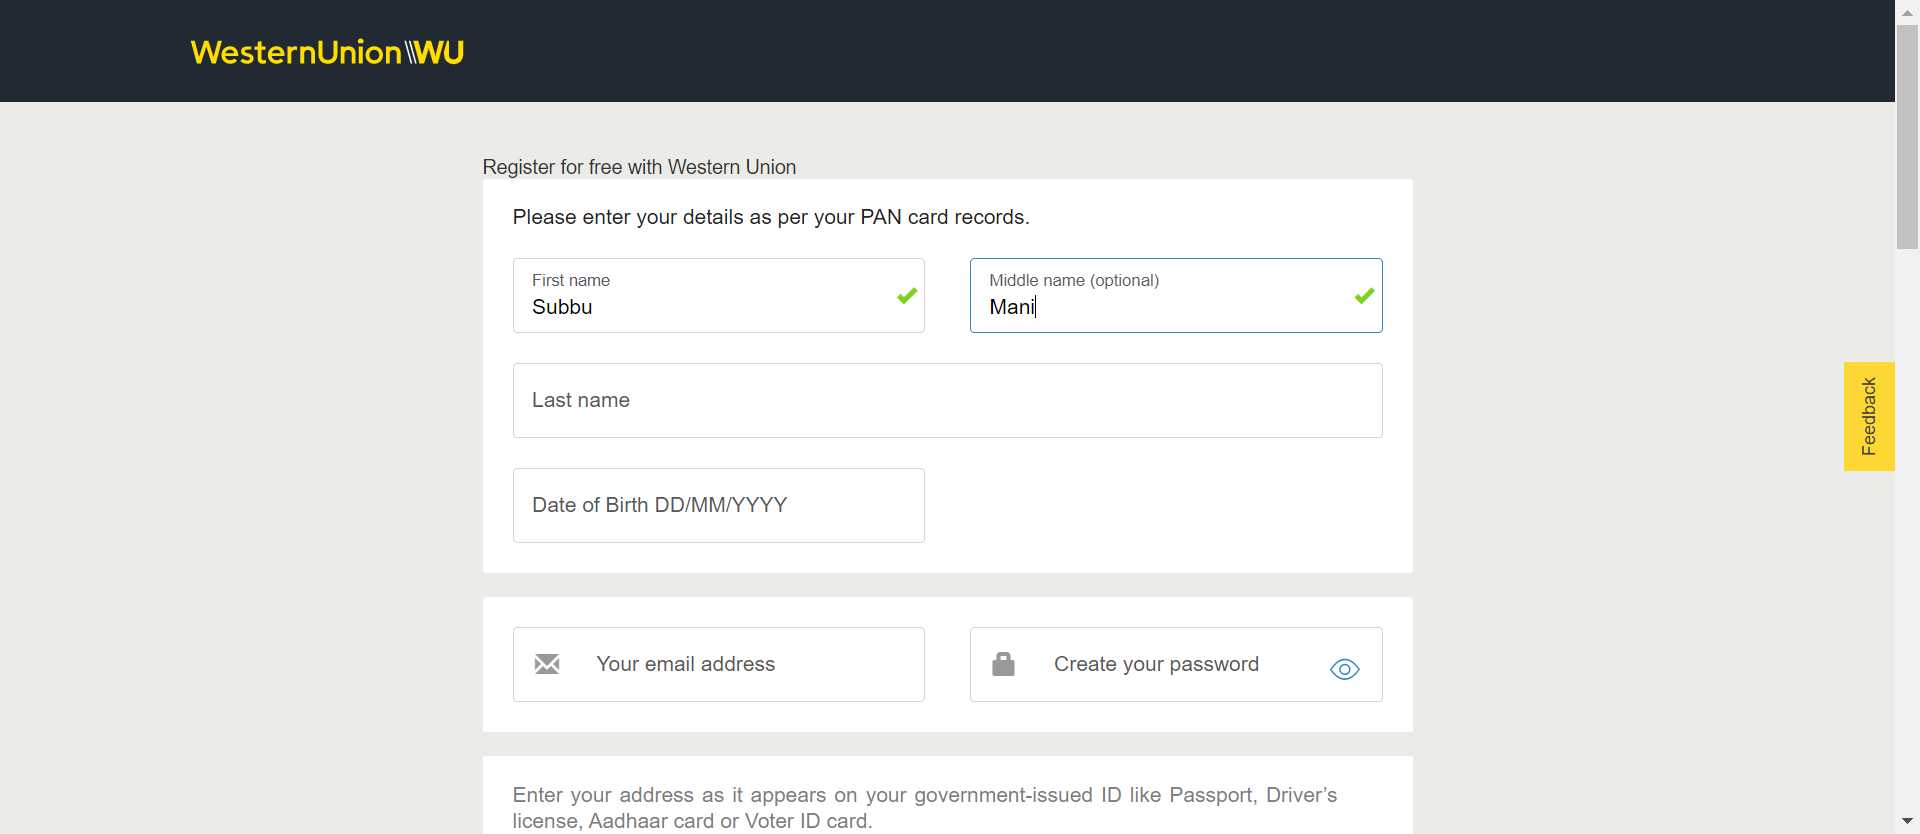 WesternUnion WU
Register for free with Western Union
Please enter your details as per your PAN card records.
First name
Subbu
Middle name (optional)
Mani
Last name
Date of Birth DD/MM/YYYY
Feedback
Your email address
Create your password
Enter your address as it appears on your government-issued ID like Passport, Driver’s
license, Aadhaar card or Voter ID card.